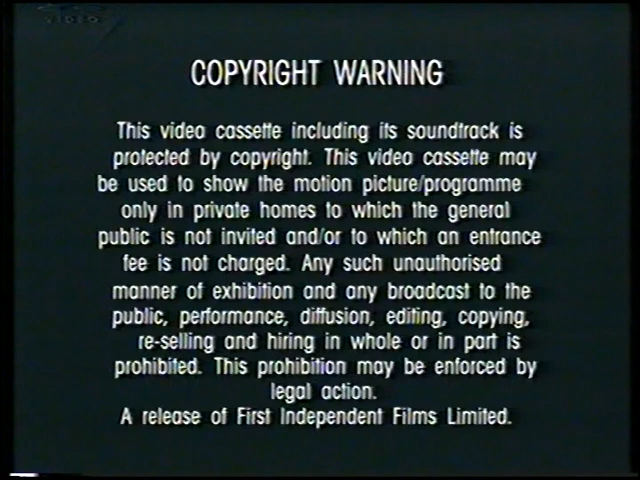 VIDEO
COPYRIGHT WARNING
This video cassette including its soundtrack is
protected by copyright. This video cassette may
be used to show the motion picture/programme
only in private homes to which the general
public is not invited and/or to which an entrance
fee is not charged. Any such unauthorised
manner of exhibition and any broadcast to the
public, performance, diffusion, editing, copying,
re-selling and hiring in whole or in part is
prohibited. This prohibition may be enforced by
legal action.
A release of First Independent Films Limited.